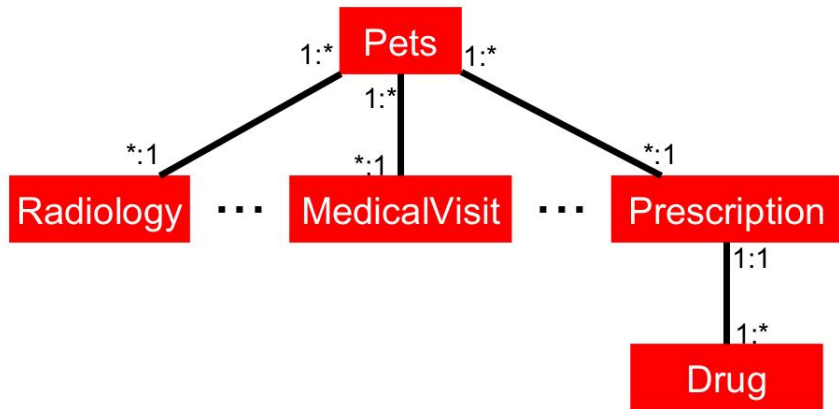 Pets
1:* 1:*
1:*
*:1 *:1 *:1
Radiology ... MedicalVisit ... Prescription
1:1
1:*
Drug